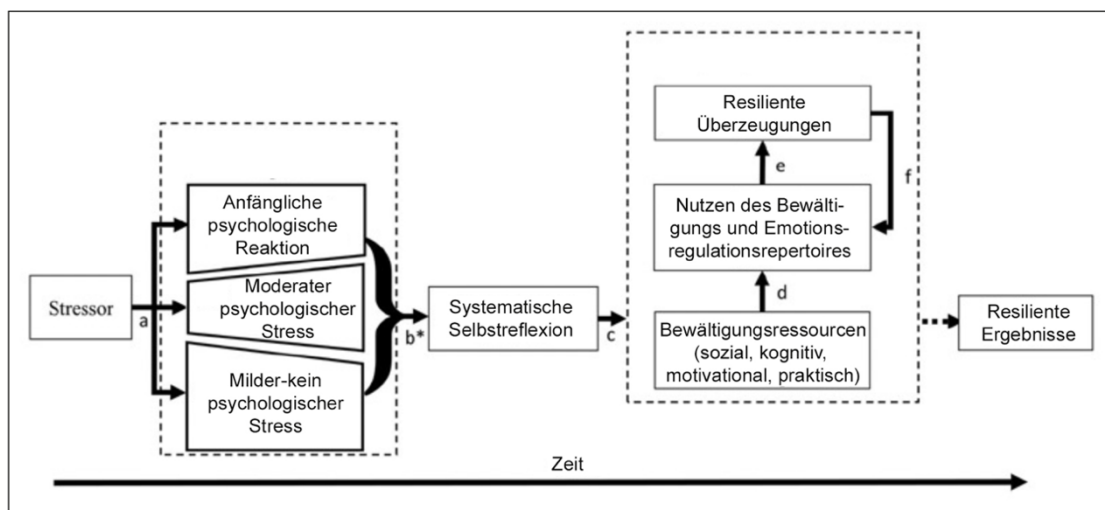 Stressor
a
Anfängliche
psychologische
Reaktion
Moderater
psychologischer
Stress
Milder-kein
psychologischer
Stress
b*
Systematische
Selbstreflexion
c
Resiliente
Überzeugungen
e
f
Nutzen des Bewälti-
gungs und Emotions-
regulationsrepertoires
d
Bewältigungsressourcen
(sozial, kognitiv,
motivational, praktisch)
Resiliente
Ergebnisse
Zeit